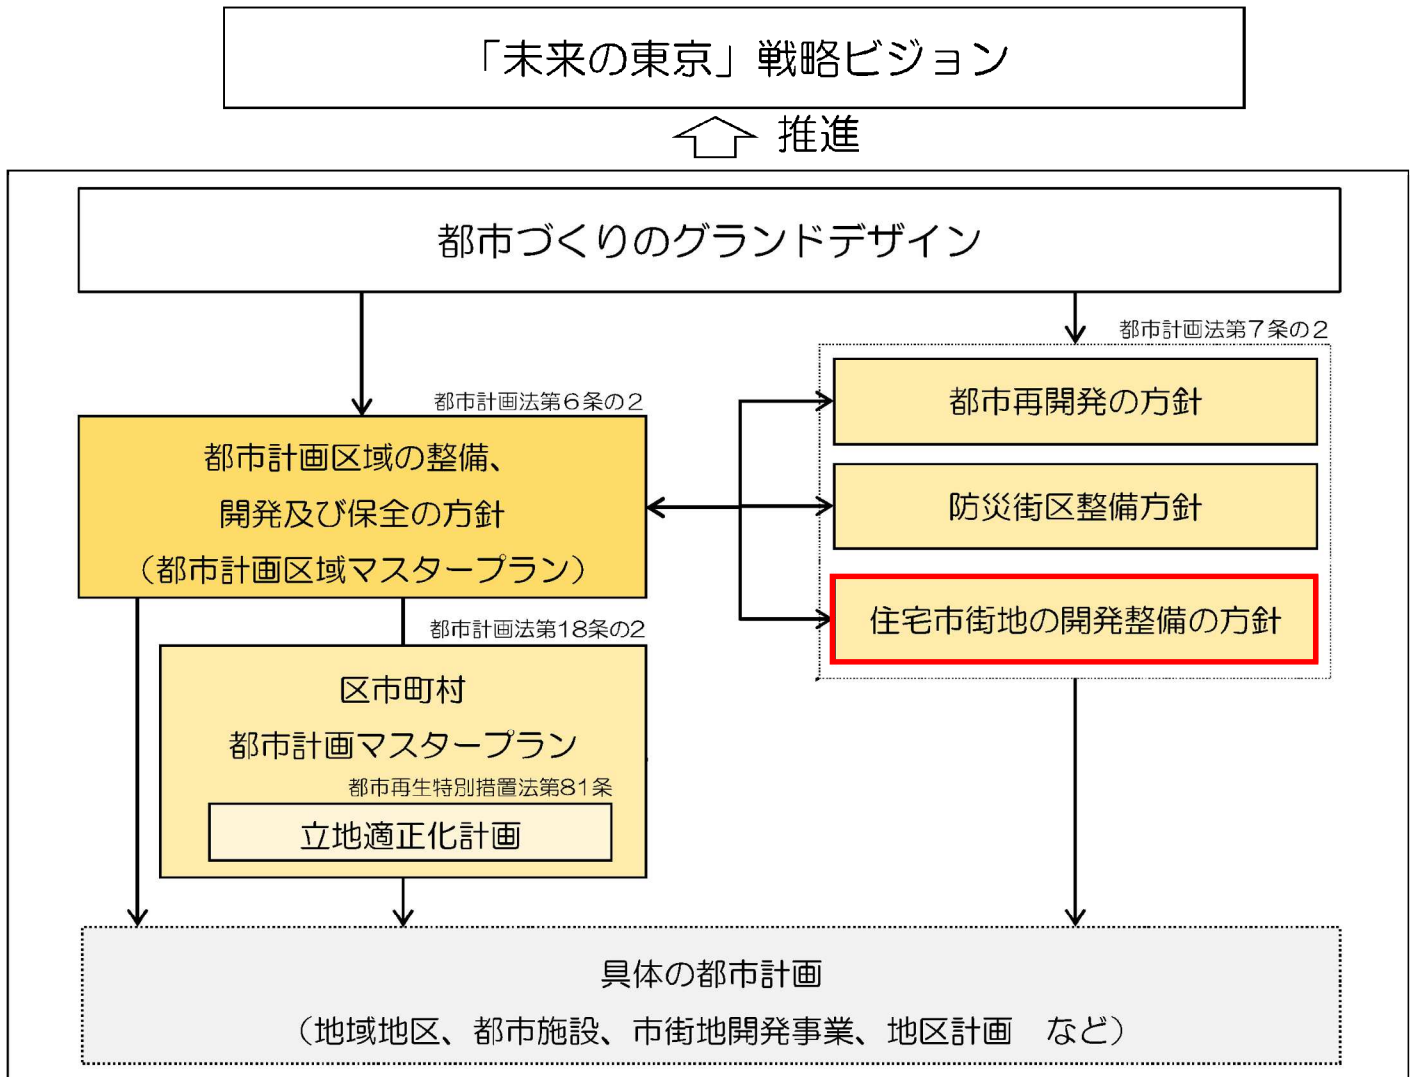 「未来の東京」戦略ビジョン
推進
都市づくりのグランドデザイン
都市計画法第7条の2
都市再開発の方針
都市計画法第6条の2
都市計画区域の整備、
開発及び保全の方針
（都市計画区域マスタープラン）
防災街区整備方針
住宅市街地の開発整備の方針
都市計画法第18条の2
区市町村
都市計画マスタープラン
都市再生特別措置法第81条
立地適正化計画
具体の都市計画
（地域地区、都市施設、市街地開発事業、地区計画　など）